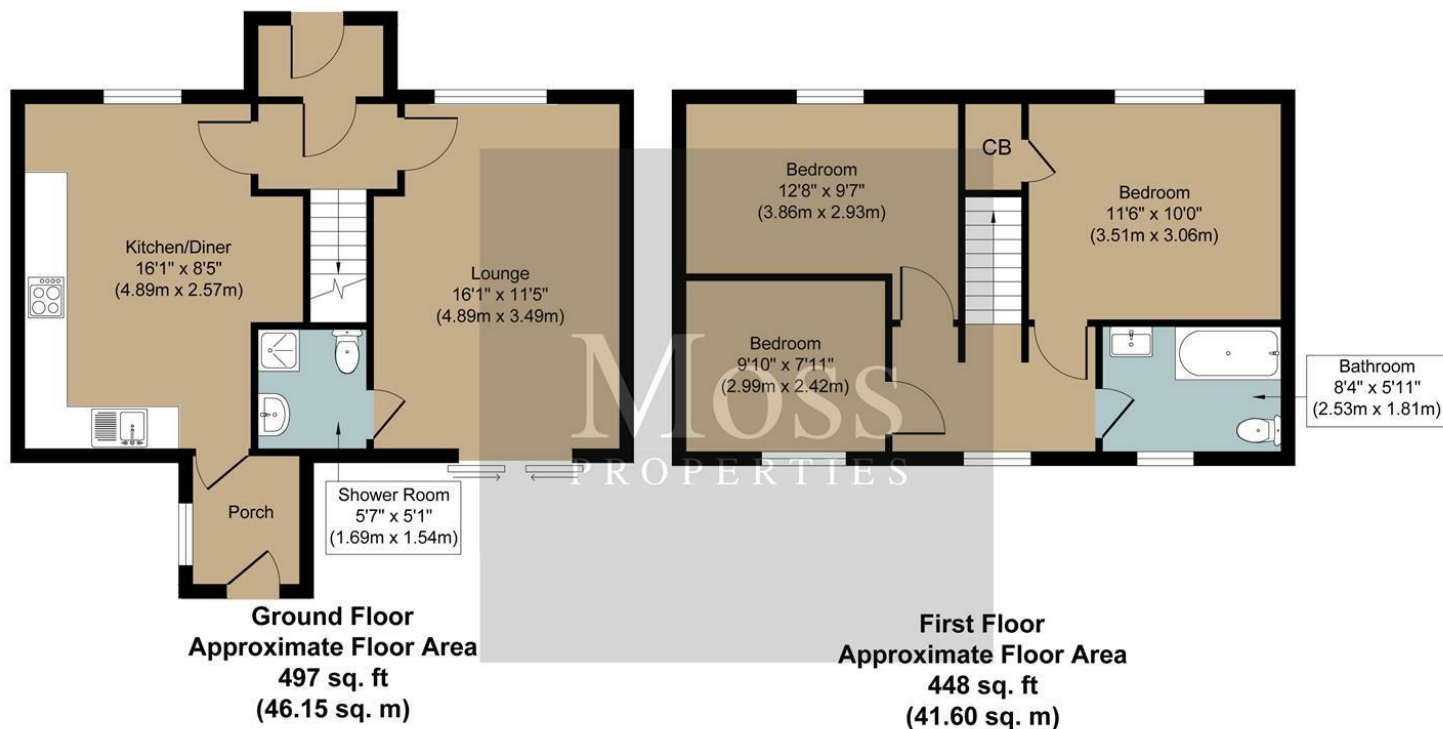 Kitchen/Diner
16'1" x 8'5"
(4.89m x 2.57m)
Lounge
16'1" x 11'5"
(4.89m x 3.49m)
Shower Room
5'7" x 5'1"
(1.69m x 1.54m)
Porch
Ground Floor
Approximate Floor Area
497 sq. ft
(46.15 sq. m)
Bedroom
12'8" x 9'7"
(3.86m x 2.93m)
CB
Bedroom
11'6" x 10'0"
(3.51m x 3.06m)
Bedroom
9'10" x 7'11"
(2.99m x 2.42m)
Bathroom
8'4" x 5'11"
(2.53m x 1.81m)
First Floor
Approximate Floor Area
448 sq. ft
(41.60 sq. m)
Moss
PROPERTIES